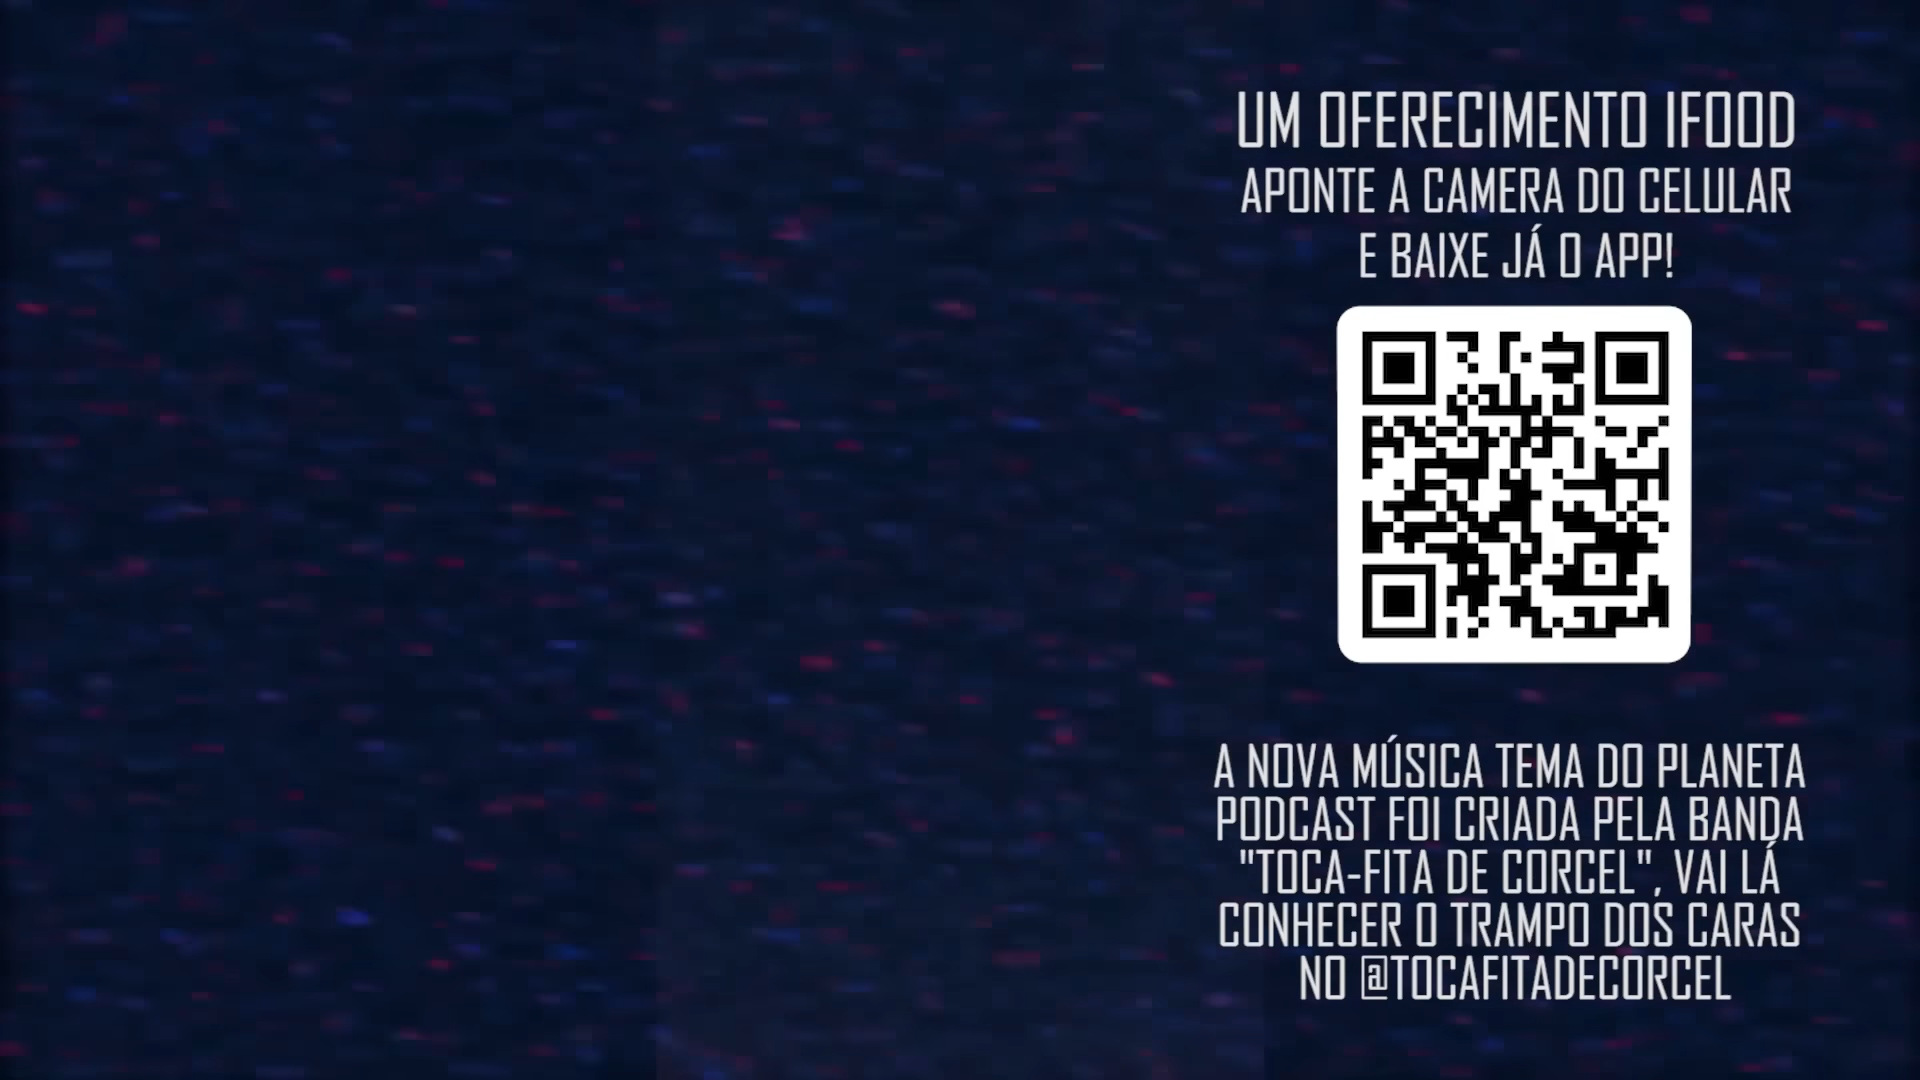 UM OFERECIMENTO IFOOD
APONTE A CAMERA DO CELULAR
E BAIXE JÁ O APP!
A NOVA MÚSICA TEMA DO PLANETA
PODCAST FOI CRIADA PELA BANDA
"TOCA-FITA DE CORCEL", VAI LÁ
CONHECER O TRAMPO DOS CARAS
NO @TOCAFITADECORCEL